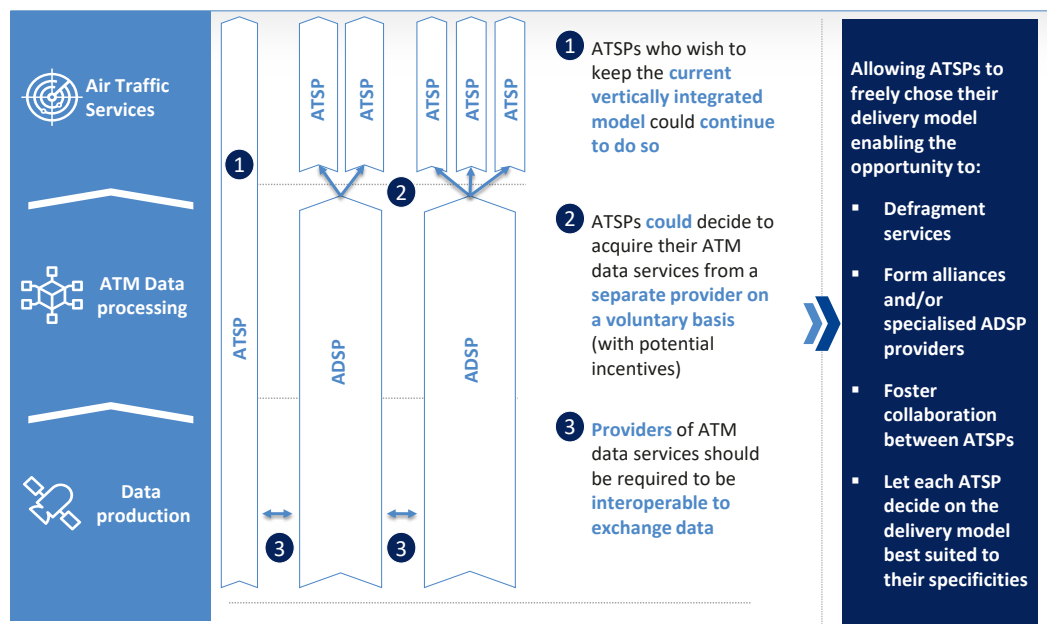 Air Traffic
Services
ATM Data
processing
Data
production
ATSP
ATSP
ATSP
ATSP
ATSP
ATSP
ADSP
ADSP
1
2
3
3
1
ATSPs who wish to
keep the current
vertically integrated
model could continue
to do so
2
ATSPs could decide to
acquire their ATM
data services from a
separate provider on
a voluntary basis
(with potential
incentives)
3
Providers of ATM
data services should
be required to be
interoperable to
exchange data
Allowing ATSPs to
freely chose their
delivery model
enabling the
opportunity to:
▪ Defragment
services
▪ Form alliances
and/or
specialised ADSP
providers
▪ Foster
collaboration
between ATSPs
▪ Let each ATSP
decide on the
delivery model
best suited to
their specificities